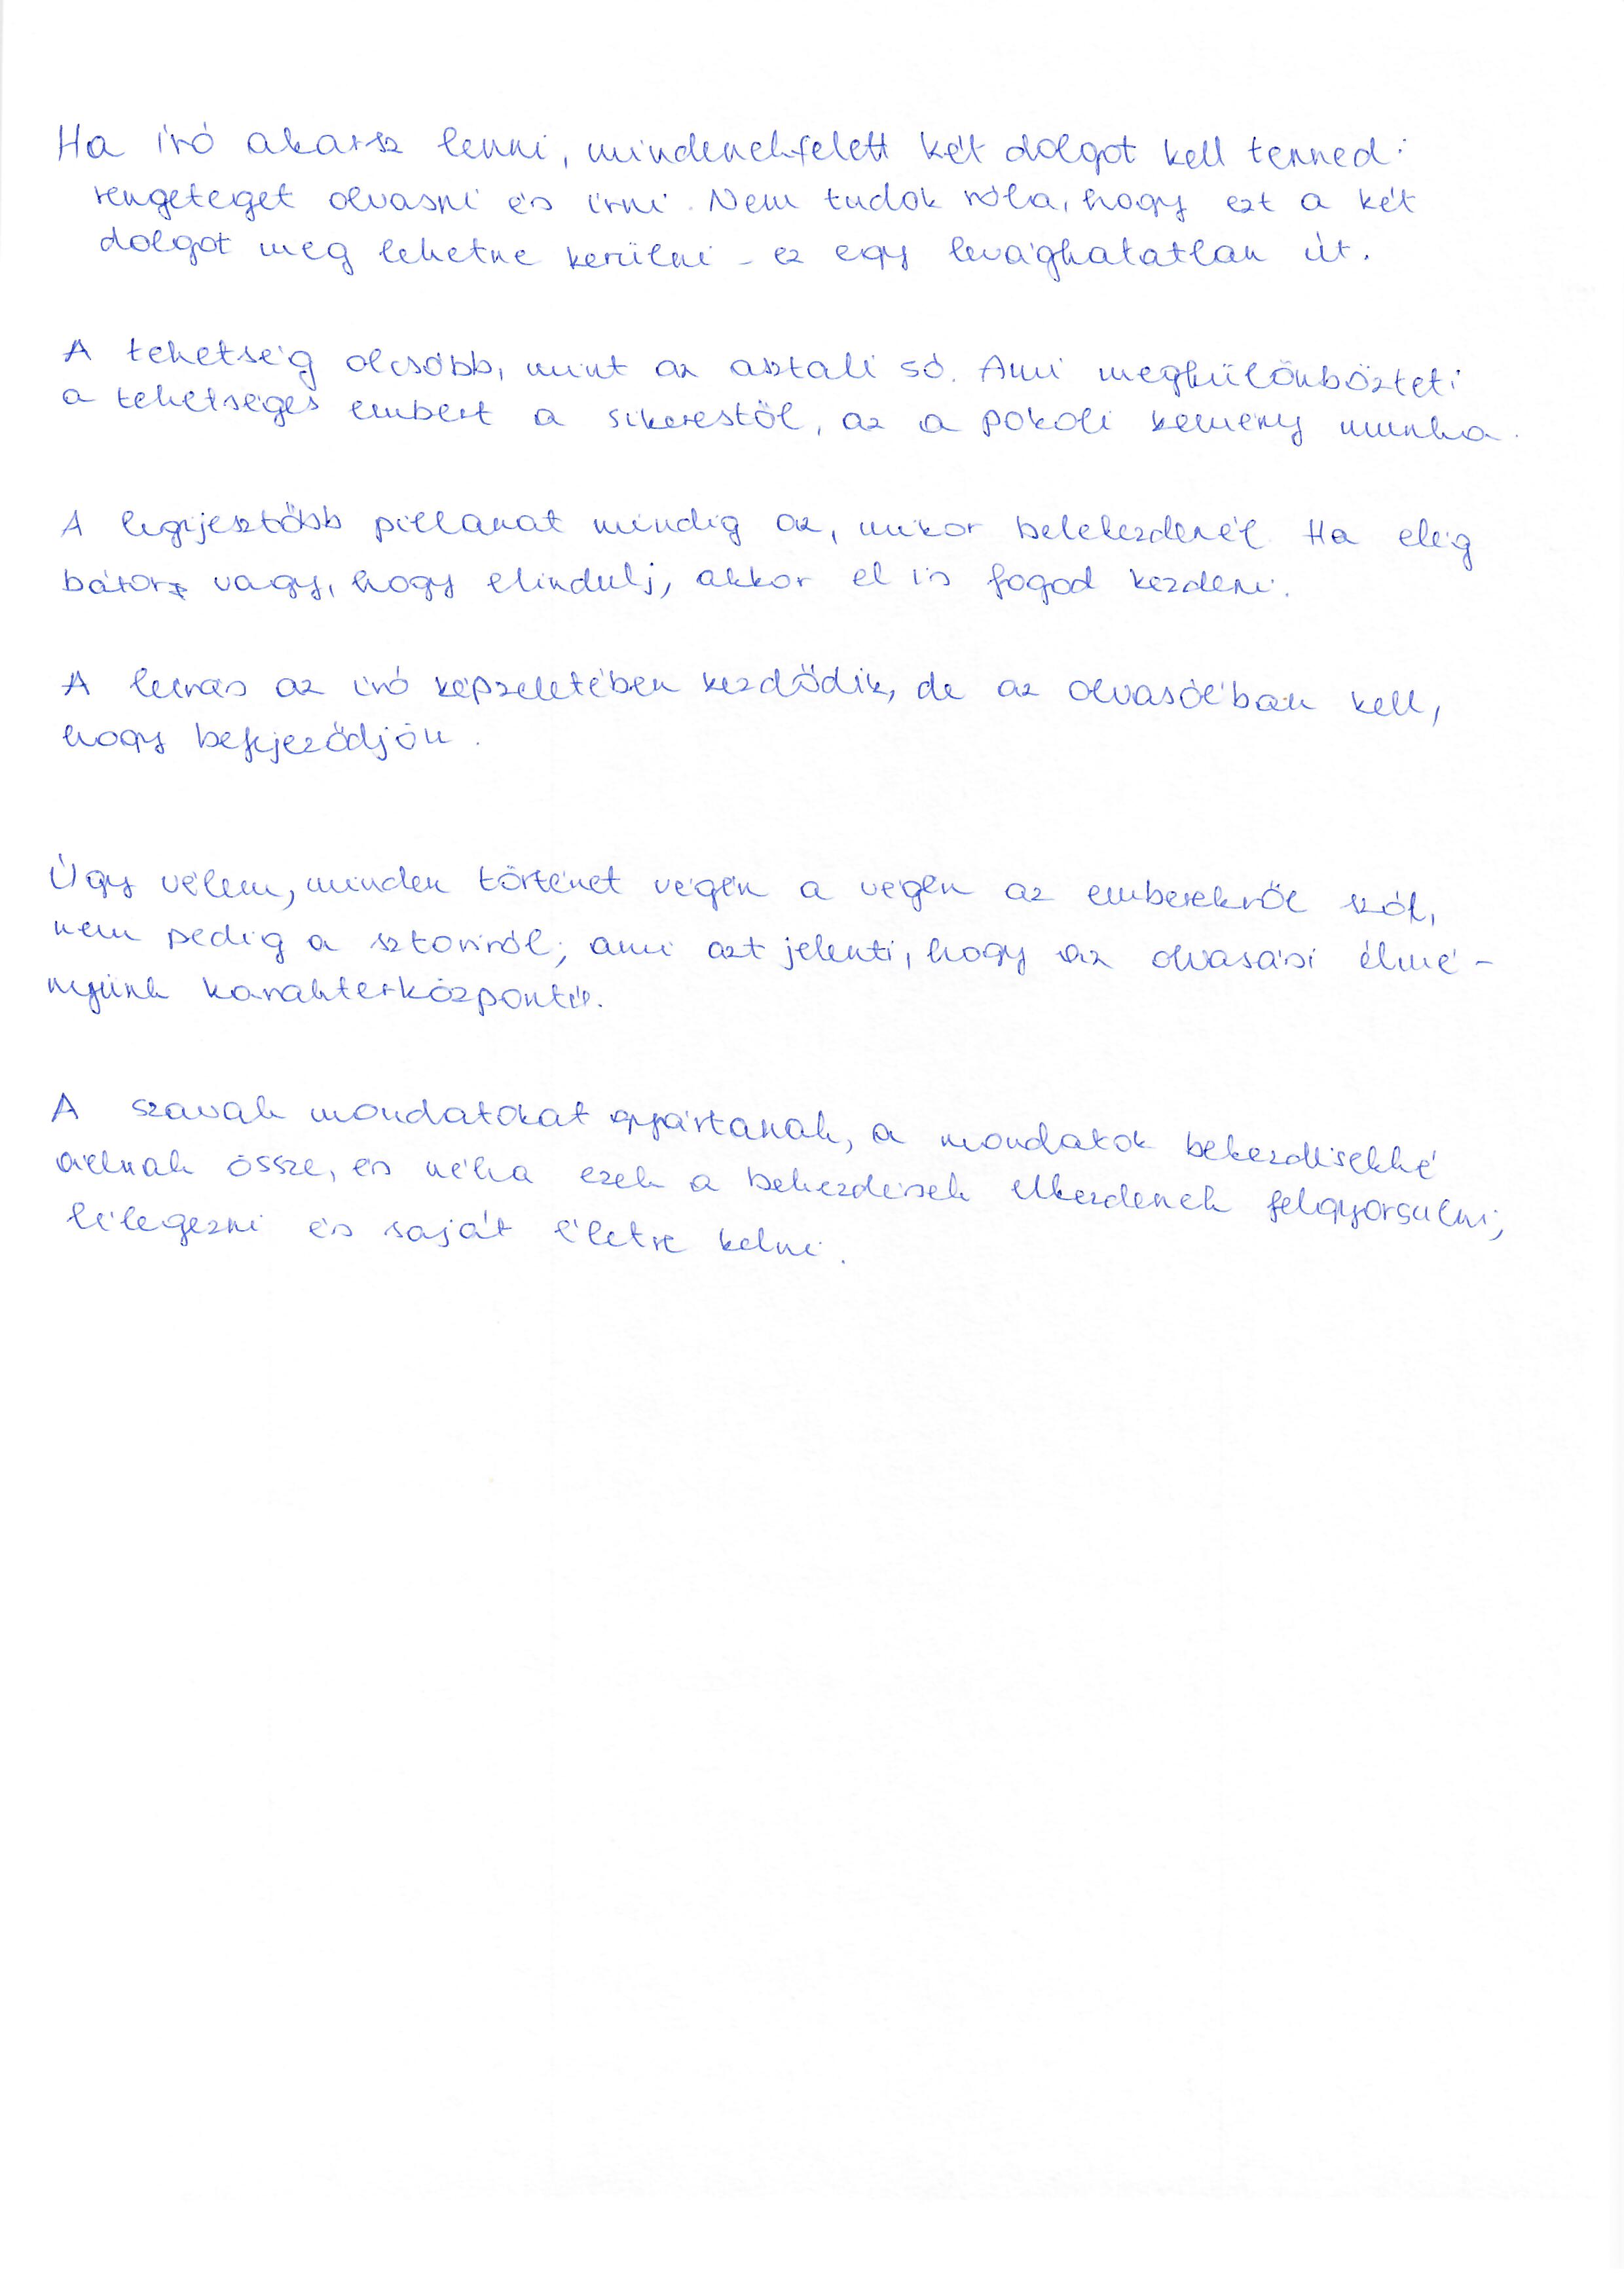 Ha író akarsz lenni, mindenekfelett két dolgot kell tenned:
rengeteget olvasni és írni. Nem tudok róla, hogy ezt a két
dolgot meg lehetne kerülni - ez egy levághatatlan út.
A tehetség olcsóbb, mint az asztali só. Ami megkülönbözteti
a tehetséges embert a sikerestől, az a pokoli kemény munka.
A legijesztőbb pillanat mindig az, mikor belekezdenél. Ha elég
bátor vagy, hogy elindulj, akkor el is fogod kezdeni.
A leírás az író képzeletében kezdődik, de az olvasóéban kell,
hogy befejeződjön.
Úgy vélem, minden történet végén a végén az emberekről szól,
nem pedig a sztoriról; ami azt jelenti, hogy az olvasási élmé-
nyünk karakterközpontú.
A szavak mondatokat gyártanak, a mondatok bekezdésekké
állnak össze, és néha ezek a bekezdések elkezdenek felgyorsulni,
lélegezni és saját életre kelni.